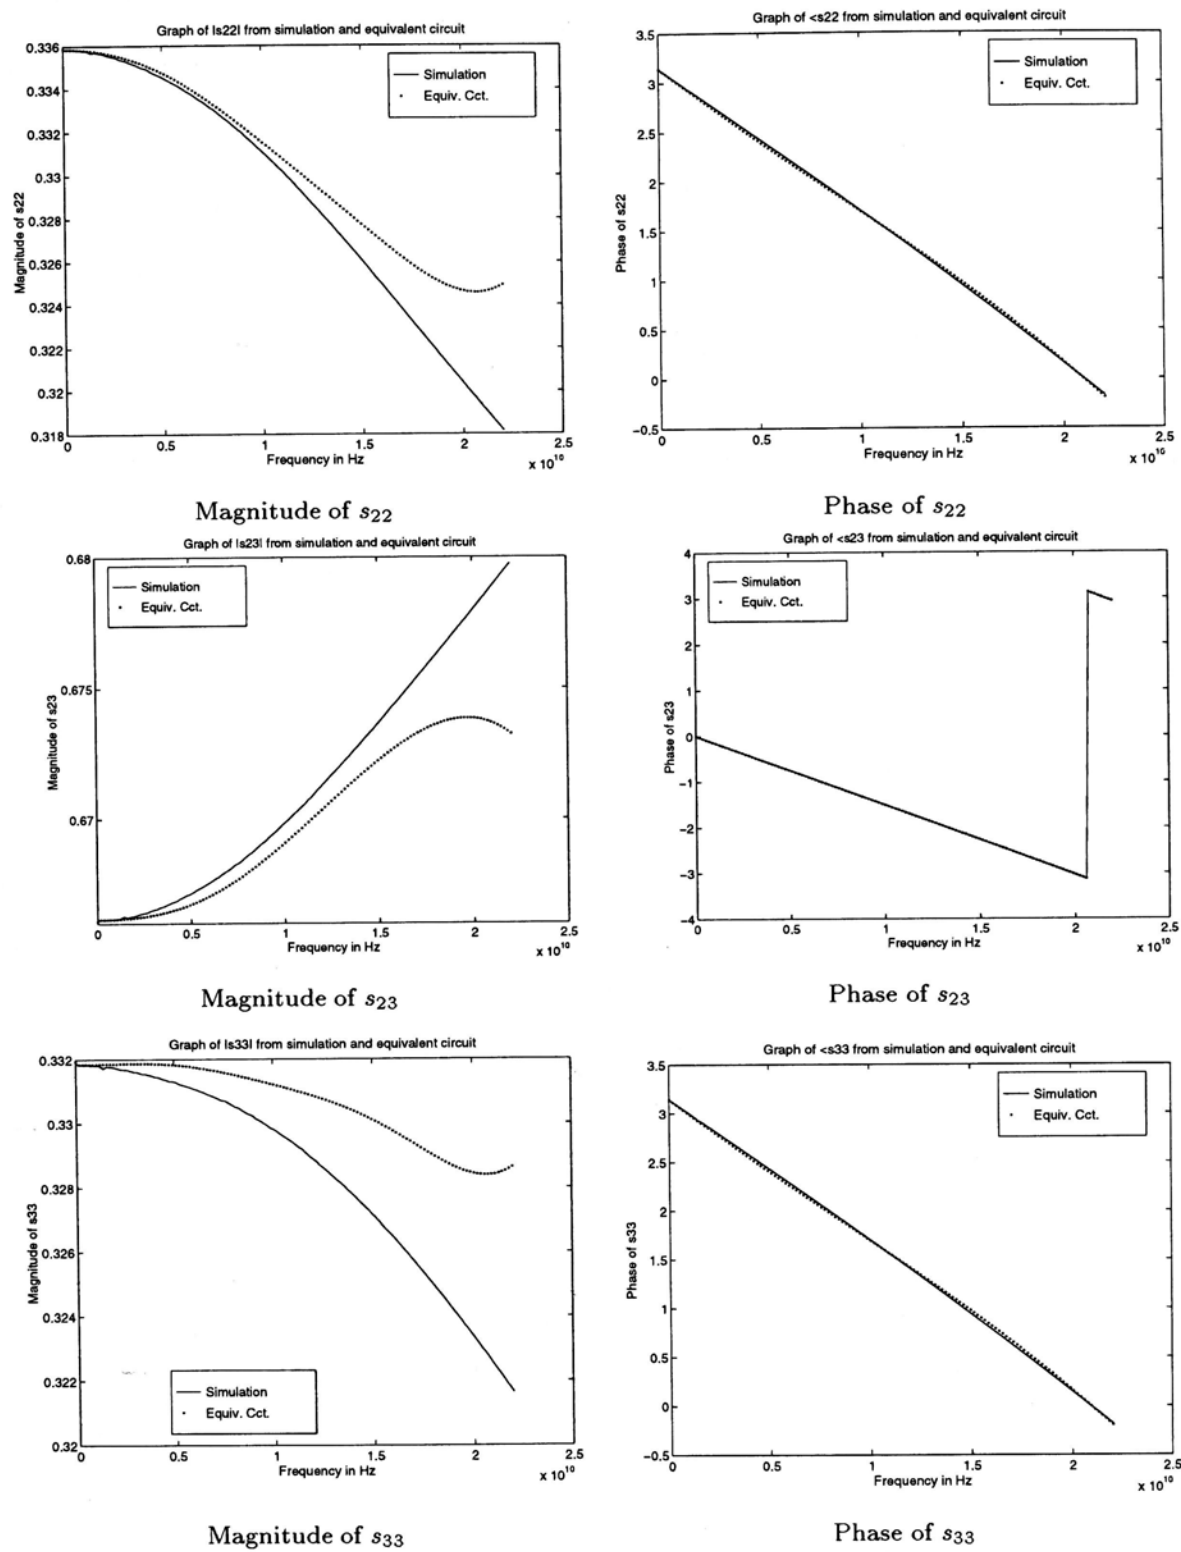 Graph of |s22| from simulation and equivalent circuit
0.336
0.334
0.332
0.33
0.328
0.326
0.324
0.322
0.32
0.318
Magnitude of s22
Simulation
Equiv. Cct.
0 0.5 1 1.5 2 2.5
Frequency in Hz
x 10^10
Magnitude of s22
Graph of <s22 from simulation and equivalent circuit
3.5
3
2.5
2
1.5
1
0.5
0
−0.5
Phase of s22
Simulation
Equiv. Cct.
0 0.5 1 1.5 2 2.5
Frequency in Hz
x 10^10
Phase of s22
Graph of |s23| from simulation and equivalent circuit
0.68
0.675
0.67
Magnitude of s23
Simulation
Equiv. Cct.
0 0.5 1 1.5 2 2.5
Frequency in Hz
x 10^10
Magnitude of s23
Graph of <s23 from simulation and equivalent circuit
4
3
2
1
0
−1
−2
−3
−4
Phase of s23
Simulation
Equiv. Cct.
0 0.5 1 1.5 2 2.5
Frequency in Hz
x 10^10
Phase of s23
Graph of |s33| from simulation and equivalent circuit
0.332
0.33
0.328
0.326
0.324
0.322
0.32
Magnitude of s33
Simulation
Equiv. Cct.
0 0.5 1 1.5 2 2.5
Frequency in Hz
x 10^10
Magnitude of s33
Graph of <s33 from simulation and equivalent circuit
3.5
3
2.5
2
1.5
1
0.5
0
−0.5
Phase of s33
Simulation
Equiv. Cct.
0 0.5 1 1.5 2 2.5
Frequency in Hz
x 10^10
Phase of s33